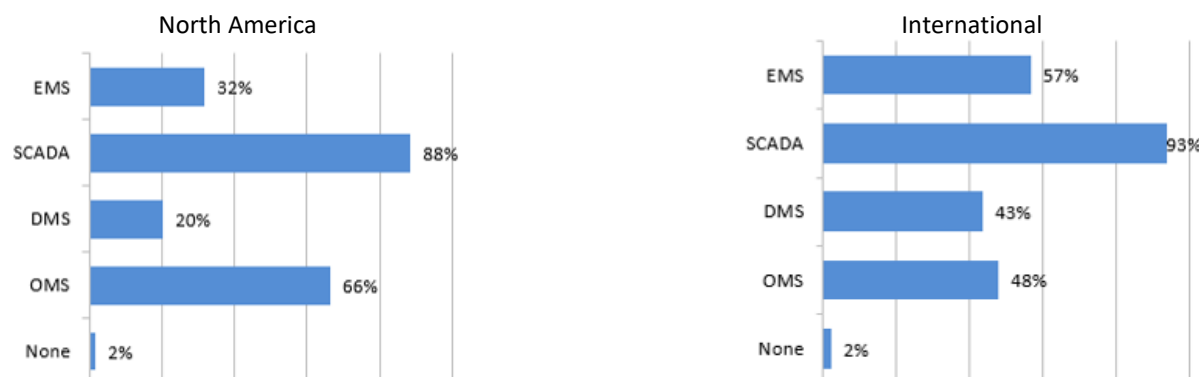 North America
EMS 32%
SCADA 88%
DMS 20%
OMS 66%
None 2%
International
EMS 57%
SCADA 93%
DMS 43%
OMS 48%
None 2%